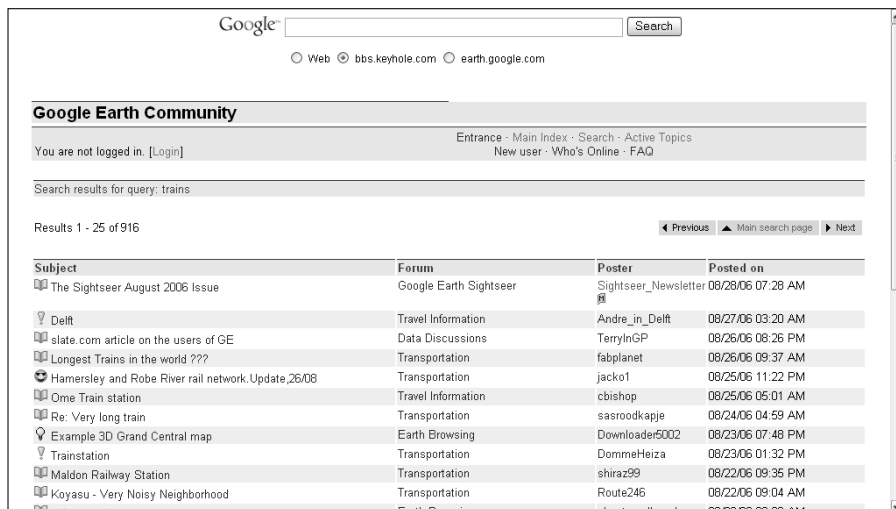 Google™ Search
Web bbs.keyhole.com earth.google.com
Google Earth Community
Entrance · Main Index · Search · Active Topics
You are not logged in. [Login] New user · Who's Online · FAQ
Search results for query: trains
Results 1 - 25 of 916 Previous Main search page Next
Subject Forum Poster Posted on
The Sightseer August 2006 Issue Google Earth Sightseer Sightseer_Newsletter 08/28/06 07:28 AM
Delft Travel Information Andre_in_Delft 08/27/06 03:20 AM
slate.com article on the users of GE Data Discussions TerryInGP 08/26/06 08:26 PM
Longest Trains in the world ??? Transportation fabplanet 08/26/06 09:37 AM
Hamersley and Robe River rail network.Update,26/08 Transportation jacko1 08/25/06 11:22 PM
Ome Train station Travel Information cbishop 08/25/06 05:01 AM
Re: Very long train Transportation sasroodkapje 08/24/06 04:59 AM
Example 3D Grand Central map Earth Browsing Downloader5002 08/23/06 07:48 PM
Trainstation Transportation DommeHeiza 08/23/06 01:32 PM
Maldon Railway Station Transportation shiraz99 08/22/06 09:35 PM
Koyasu - Very Noisy Neighborhood Transportation Route246 08/22/06 09:04 AM